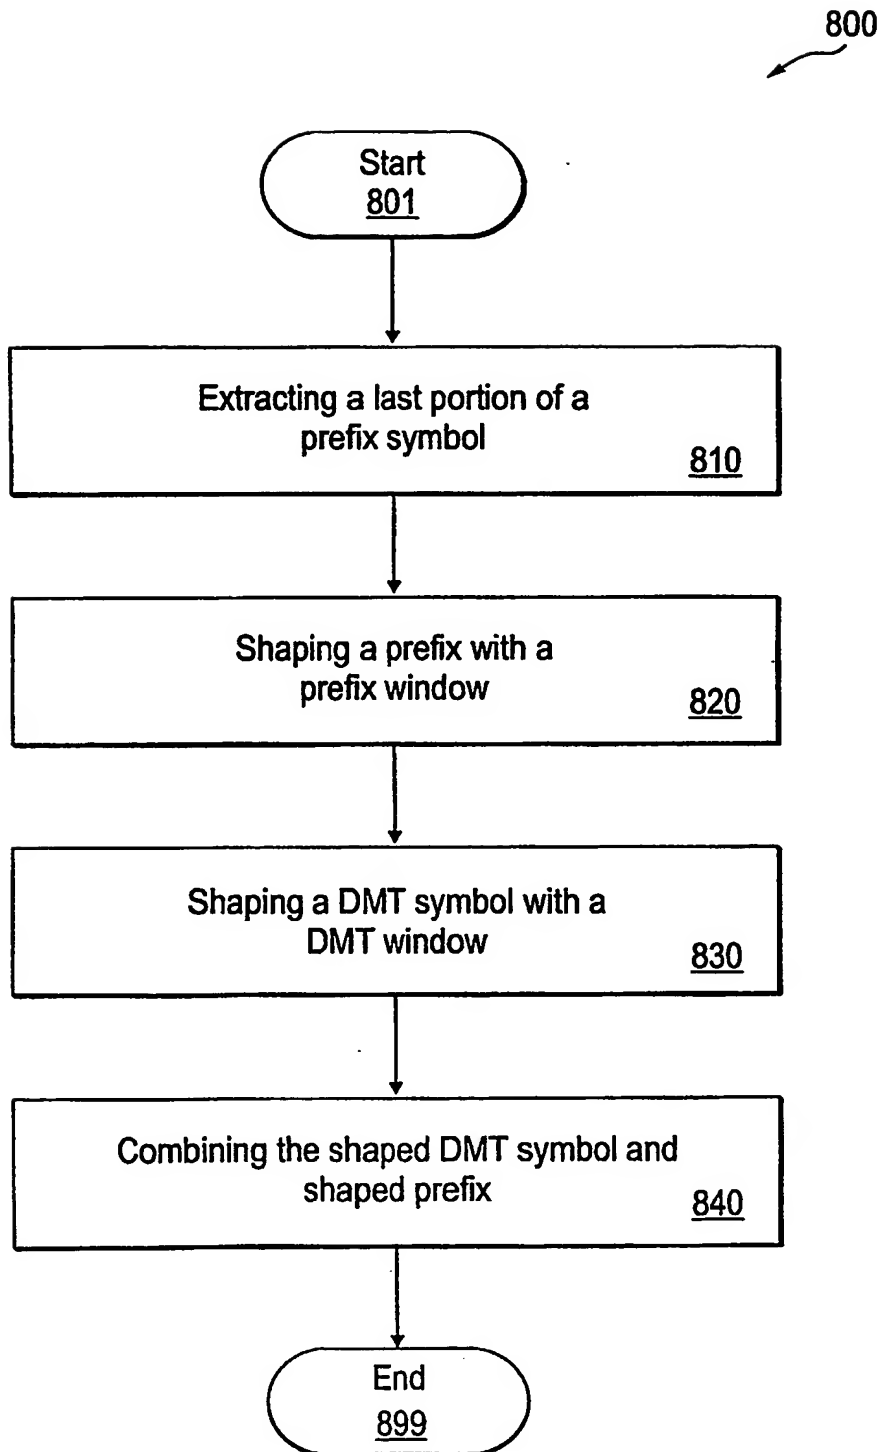 800
Start
801
Extracting a last portion of a
prefix symbol
810
Shaping a prefix with a
prefix window
820
Shaping a DMT symbol with a
DMT window
830
Combining the shaped DMT symbol and
shaped prefix
840
End
899